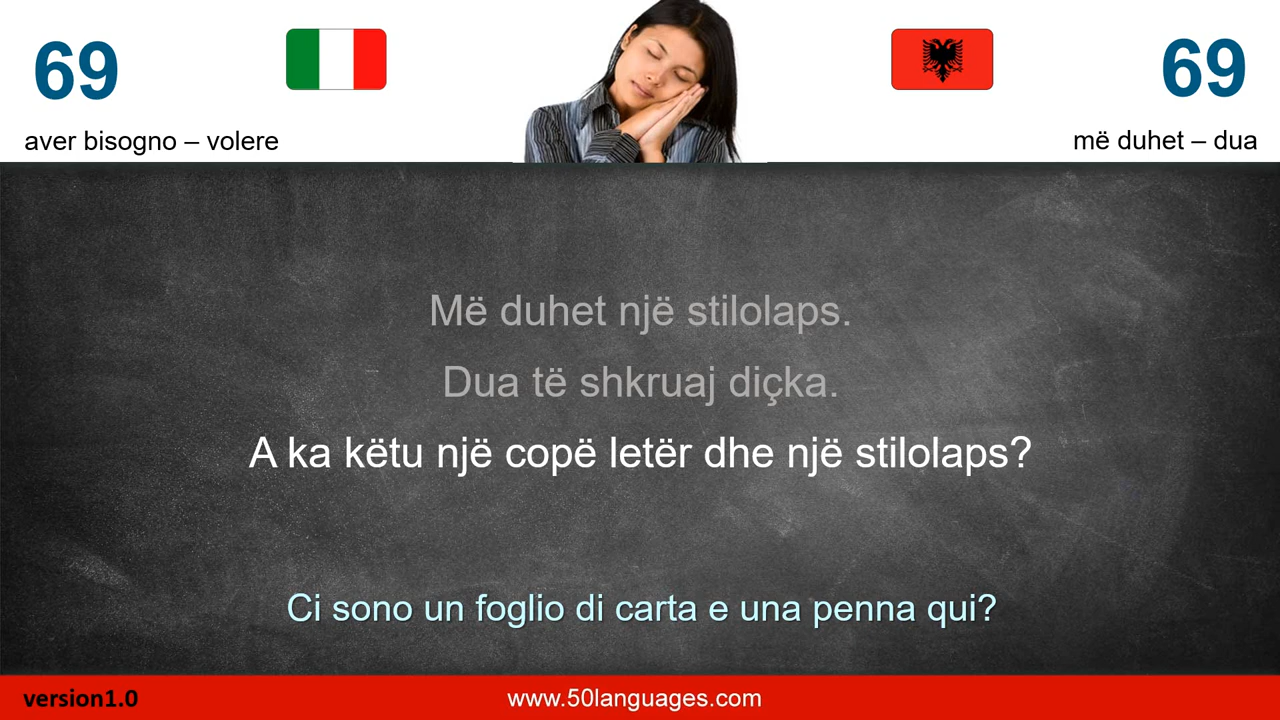 69
69
aver bisogno – volere
më duhet – dua
Më duhet një stilolaps.
Dua të shkruaj diçka.
A ka këtu një copë letër dhe një stilolaps?
Ci sono un foglio di carta e una penna qui?
version1.0
www.50languages.com